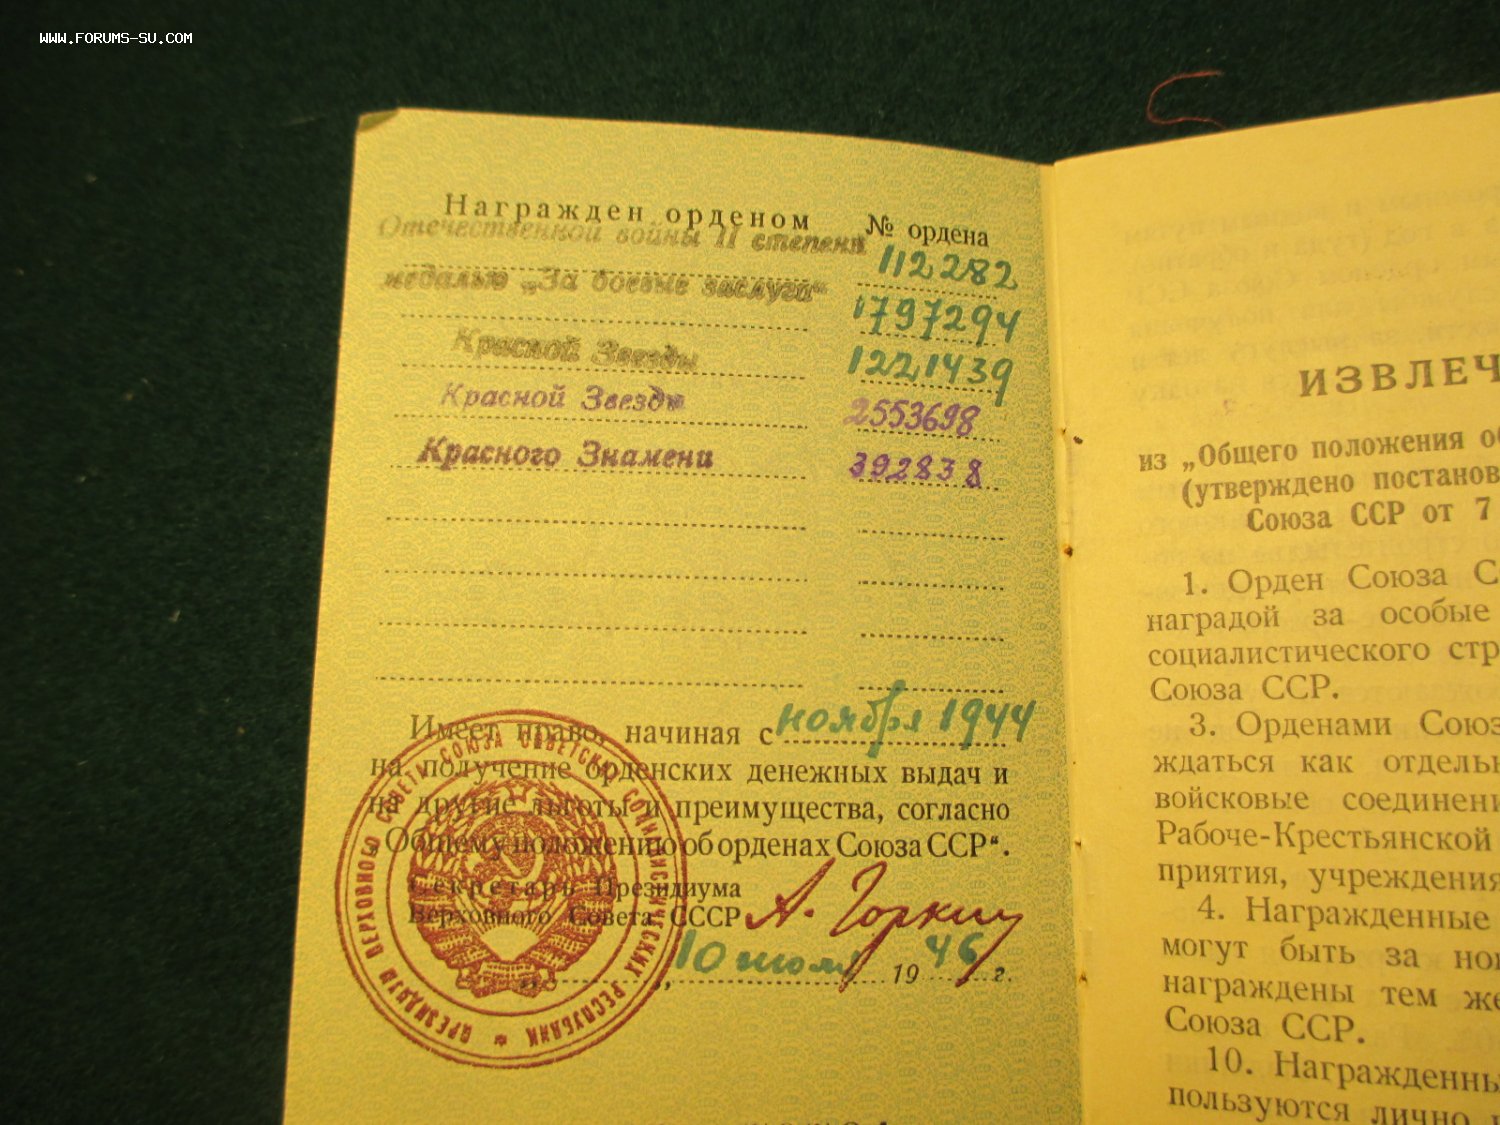 WWW.FORUMS-SU.COM
Награжден орденом № ордена
Отечественной войны II степени 112282
медалью „За боевые заслуги“ 1797294
Красной Звезды 1221439
Красной Звезды 2553698
Красного Знамени 392838
Имеет право, начиная с ноября 1944
на получение орденских денежных выдач и
на другие льготы и преимущества, согласно
„Общему положению об орденах Союза ССР“.
Секретарь Президиума
Верховного Совета СССР А. Горкин
10 июля 1946 г.
ПРЕЗИДИУМ ВЕРХОВНОГО СОВЕТА СОЮЗА СОВЕТСКИХ СОЦИАЛИСТИЧЕСКИХ РЕСПУБЛИК
ИЗВЛЕЧ
из „Общего положения об
(утверждено постанов
Союза ССР от 7
1. Орден Союза С
наградой за особые
социалистического стр
Союза ССР.
3. Орденами Союз
ждаться как отдель
войсковые соединени
Рабоче-Крестьянской
приятия, учреждения
4. Награжденные
могут быть за нов
награждены тем же
Союза ССР.
10. Награжденны
пользуются лично